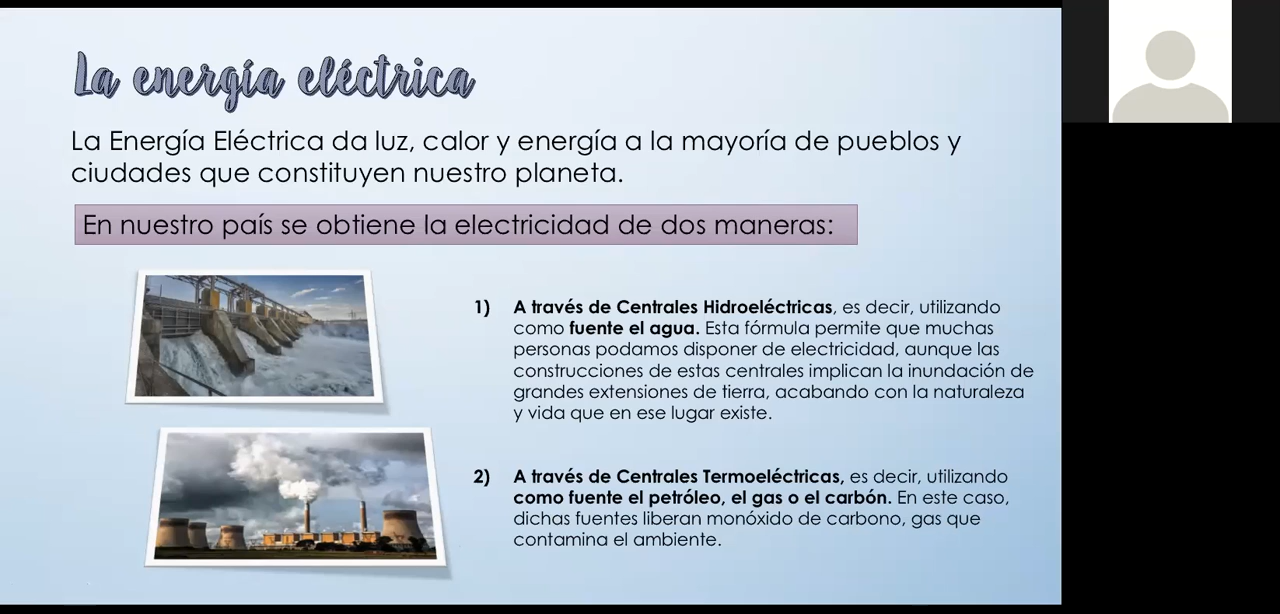 La energía eléctrica
La Energía Eléctrica da luz, calor y energía a la mayoría de pueblos y
ciudades que constituyen nuestro planeta.
En nuestro país se obtiene la electricidad de dos maneras:
1) A través de Centrales Hidroeléctricas, es decir, utilizando
como fuente el agua. Esta fórmula permite que muchas
personas podamos disponer de electricidad, aunque las
construcciones de estas centrales implican la inundación de
grandes extensiones de tierra, acabando con la naturaleza
y vida que en ese lugar existe.
2) A través de Centrales Termoeléctricas, es decir, utilizando
como fuente el petróleo, el gas o el carbón. En este caso,
dichas fuentes liberan monóxido de carbono, gas que
contamina el ambiente.